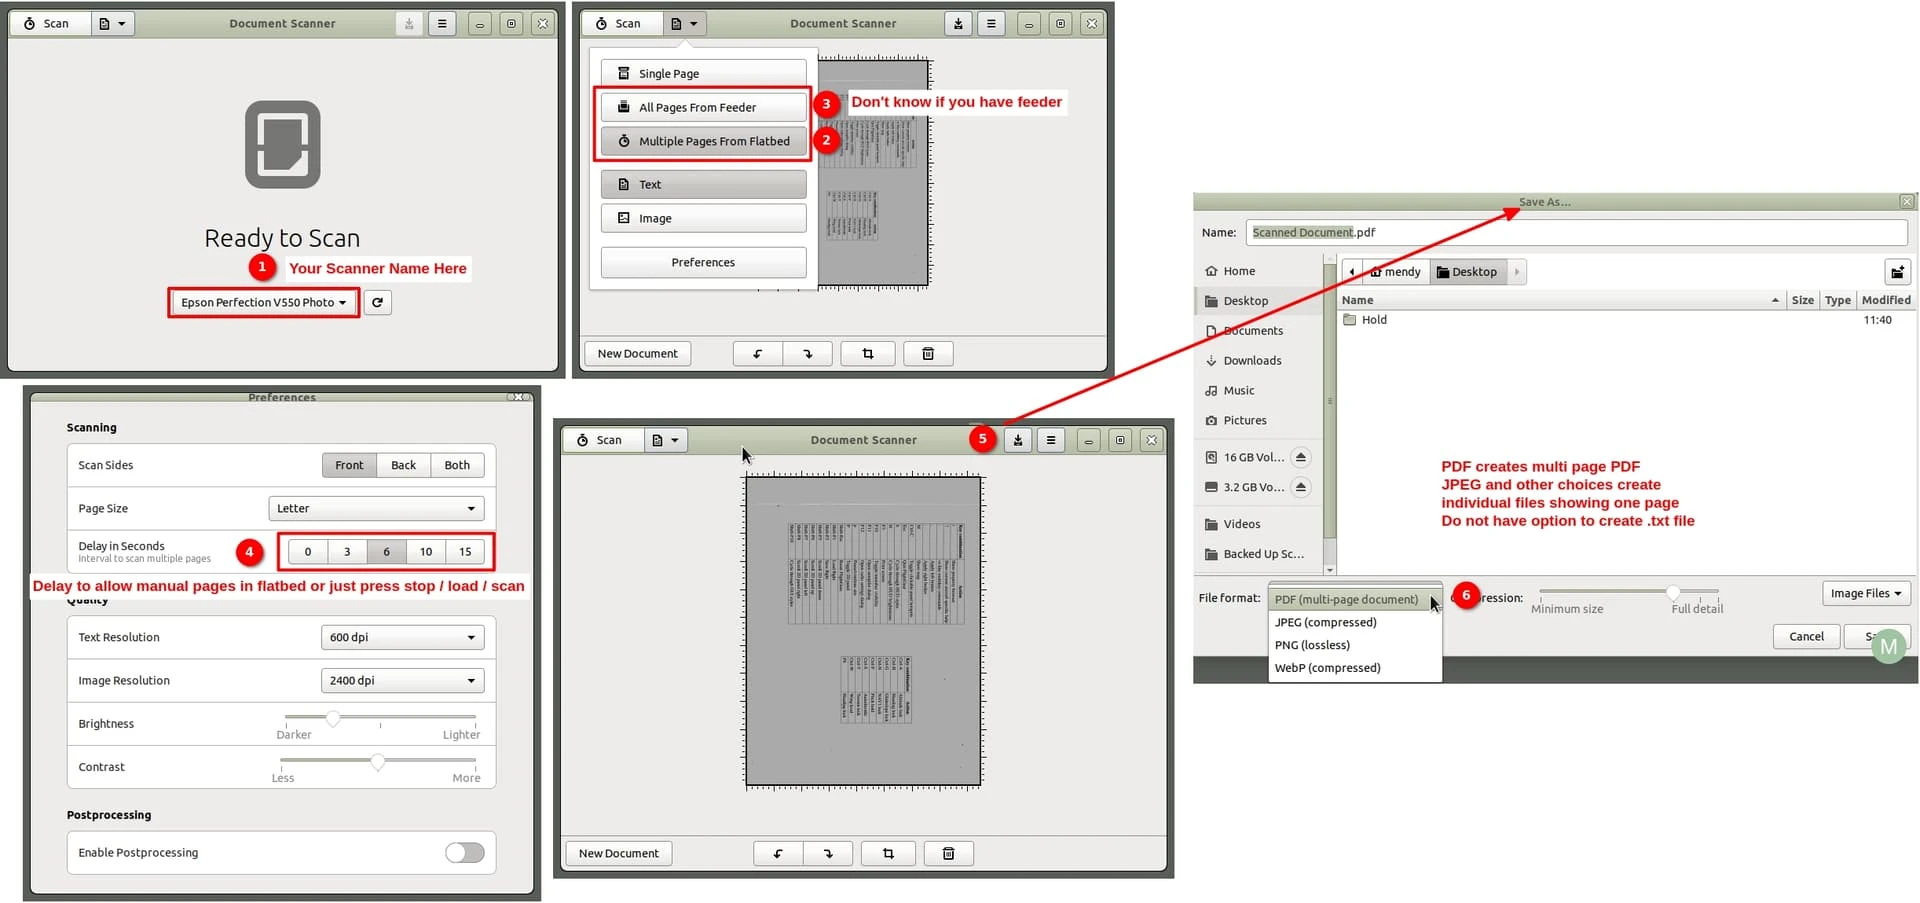 Scan
Document Scanner
Ready to Scan
1
Your Scanner Name Here
Epson Perfection V550 Photo
Scan
Document Scanner
Single Page
All Pages From Feeder
3
Don't know if you have feeder
Multiple Pages From Flatbed
2
Text
Image
Preferences
New Document
Preferences
Scanning
Scan Sides
Front
Back
Both
Page Size
Letter
Delay in Seconds
Interval to scan multiple pages
4
0
3
6
10
15
Delay to allow manual pages in flatbed or just press stop / load / scan
Quality
Text Resolution
600 dpi
Image Resolution
2400 dpi
Brightness
Darker
Lighter
Contrast
Less
More
Postprocessing
Enable Postprocessing
Scan
Document Scanner
5
New Document
Save As...
Name:
Scanned Document.pdf
Home
Desktop
Documents
Downloads
Music
Pictures
16 GB Vol...
3.2 GB Vo...
Videos
Backed Up Sc...
mendy
Desktop
Name
Size
Type
Modified
Hold
11:40
PDF creates multi page PDF
JPEG and other choices create
individual files showing one page
Do not have option to create .txt file
File format:
PDF (multi-page document)
JPEG (compressed)
PNG (lossless)
WebP (compressed)
6
ression:
Minimum size
Full detail
Image Files
Cancel
M